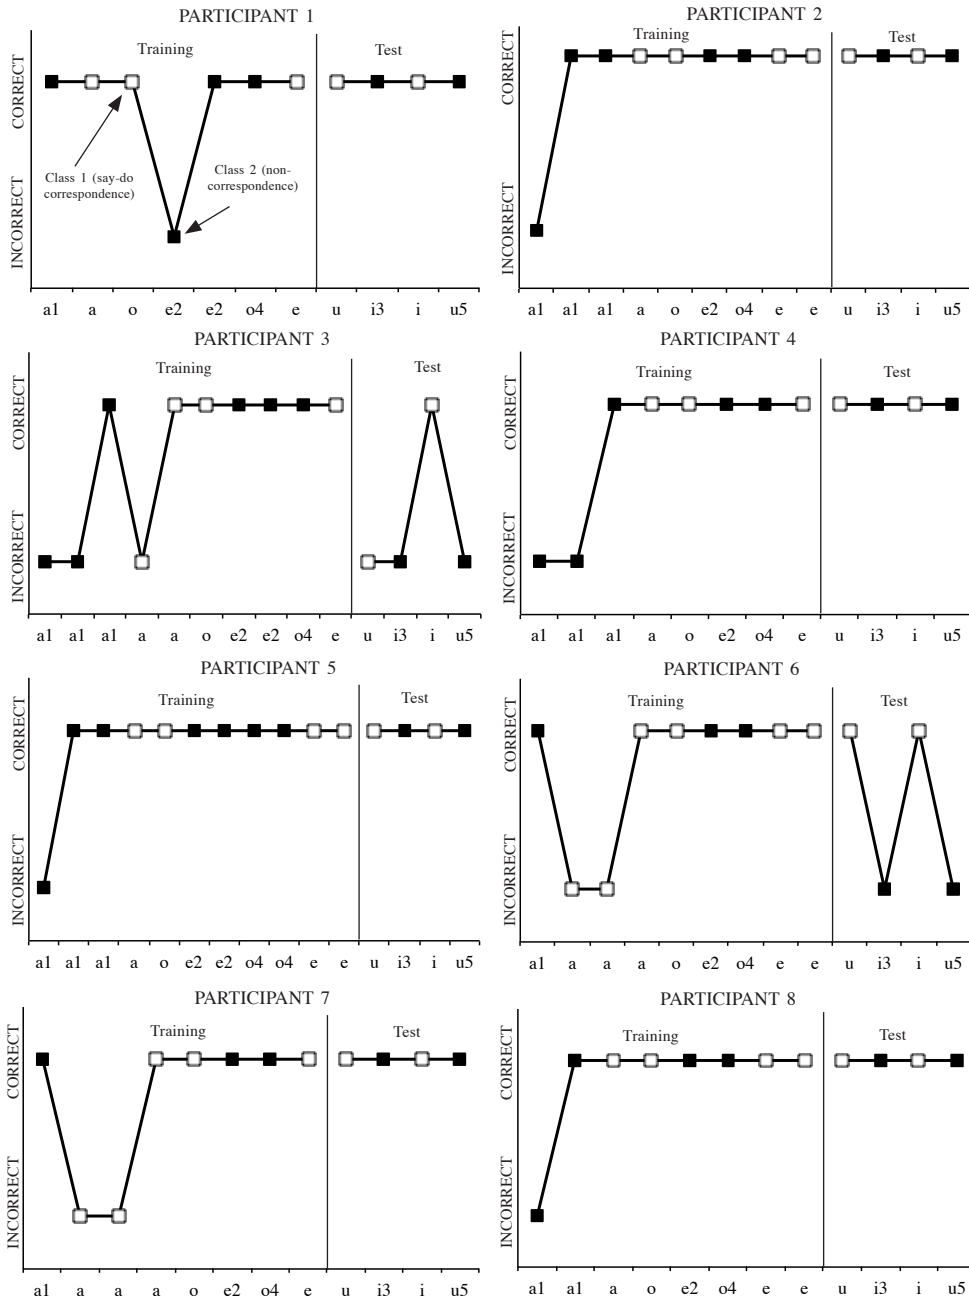 PARTICIPANT 1
Training
Test
CORRECT
INCORRECT
Class 1 (say-do
correspondence)
Class 2 (non-
correspondence)
a1 a o e2 e2 o4 e u i3 i u5
PARTICIPANT 2
Training
Test
CORRECT
INCORRECT
a1 a1 a1 a o e2 o4 e e u i3 i u5
PARTICIPANT 3
Training
Test
CORRECT
INCORRECT
a1 a1 a1 a a o e2 e2 o4 e u i3 i u5
PARTICIPANT 4
Training
Test
CORRECT
INCORRECT
a1 a1 a1 a o e2 o4 e u i3 i u5
PARTICIPANT 5
Training
Test
CORRECT
INCORRECT
a1 a1 a1 a o e2 e2 o4 o4 e e u i3 i u5
PARTICIPANT 6
Training
Test
CORRECT
INCORRECT
a1 a a a o e2 o4 e e u i3 i u5
PARTICIPANT 7
Training
Test
CORRECT
INCORRECT
a1 a a a o e2 o4 e u i3 i u5
PARTICIPANT 8
Training
Test
CORRECT
INCORRECT
a1 a1 a o e2 o4 e e u i3 i u5